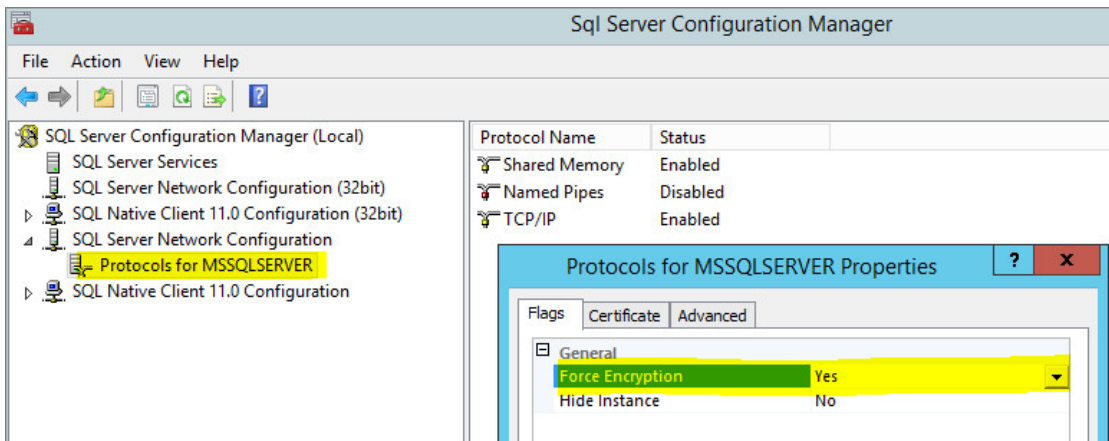 Sql Server Configuration Manager
File Action View Help
?
SQL Server Configuration Manager (Local)
SQL Server Services
SQL Server Network Configuration (32bit)
SQL Native Client 11.0 Configuration (32bit)
SQL Server Network Configuration
Protocols for MSSQLSERVER
SQL Native Client 11.0 Configuration
Protocol Name Status
Shared Memory Enabled
Named Pipes Disabled
TCP/IP Enabled
Protocols for MSSQLSERVER Properties ? x
Flags Certificate Advanced
General
Force Encryption Yes
Hide Instance No